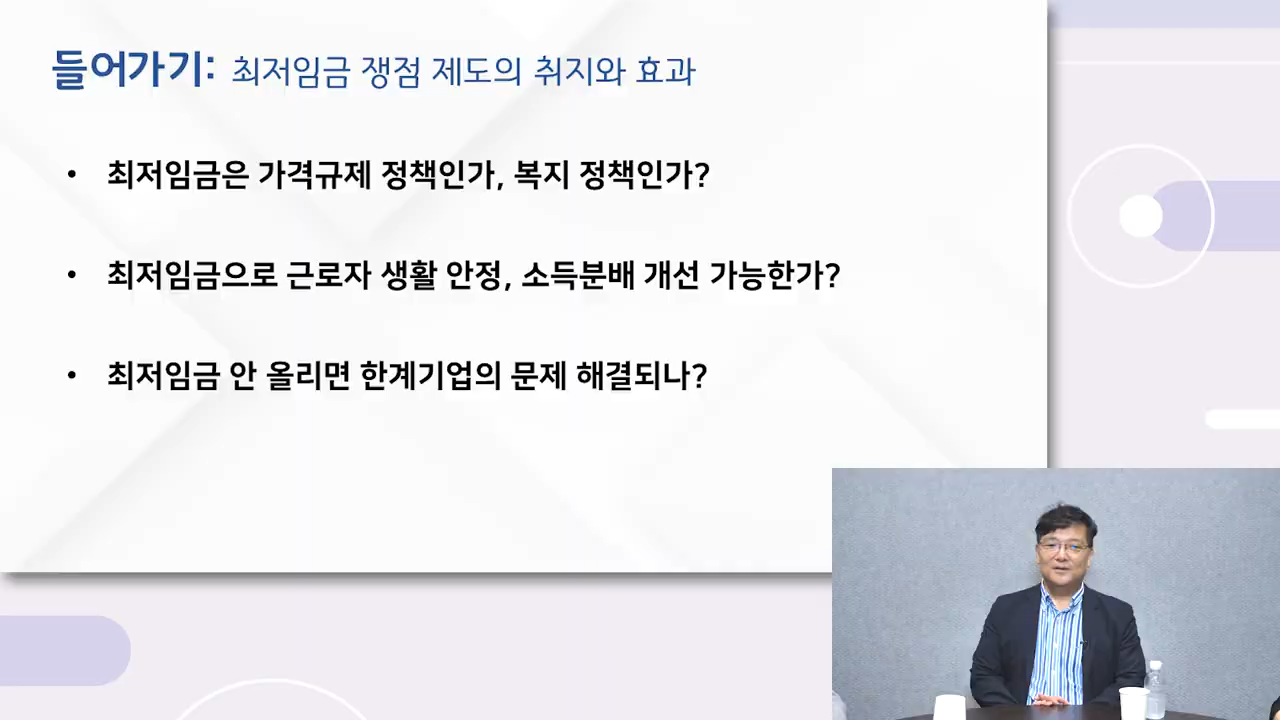 들어가기: 최저임금 쟁점 제도의 취지와 효과
• 최저임금은 가격규제 정책인가, 복지 정책인가?
• 최저임금으로 근로자 생활 안정, 소득분배 개선 가능한가?
• 최저임금 안 올리면 한계기업의 문제 해결되나?